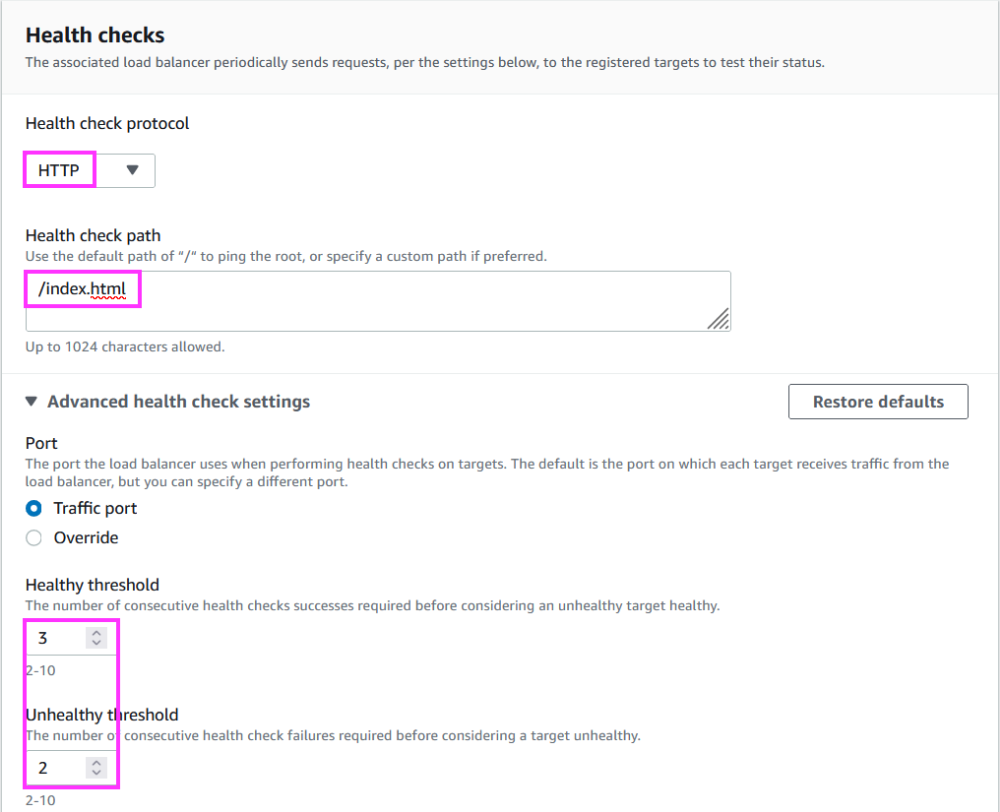 Health checks
The associated load balancer periodically sends requests, per the settings below, to the registered targets to test their status.
Health check protocol
HTTP
Health check path
Use the default path of "/" to ping the root, or specify a custom path if preferred.
/index.html
Up to 1024 characters allowed.
Advanced health check settings
Restore defaults
Port
The port the load balancer uses when performing health checks on targets. The default is the port on which each target receives traffic from the
load balancer, but you can specify a different port.
Traffic port
Override
Healthy threshold
The number of consecutive health checks successes required before considering an unhealthy target healthy.
3
2-10
Unhealthy threshold
The number of consecutive health check failures required before considering a target unhealthy.
2
2-10